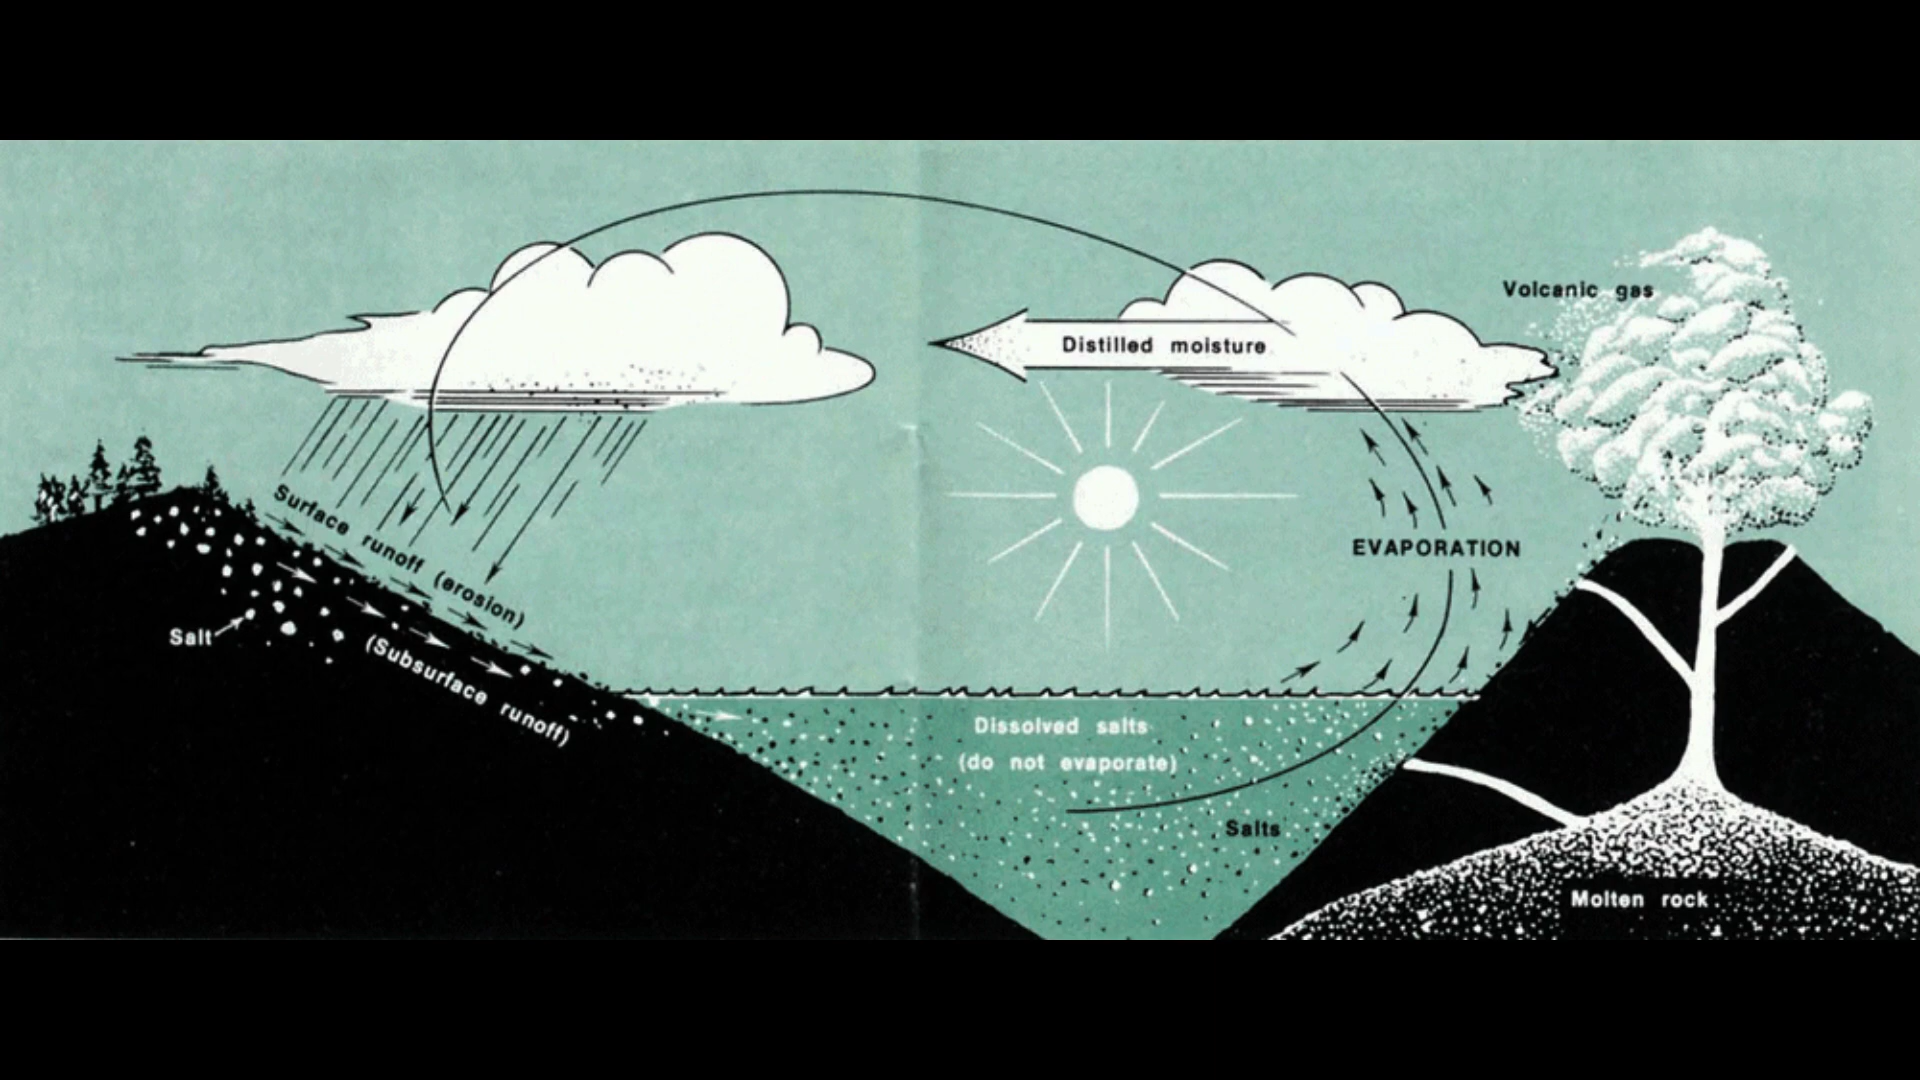 Volcanic gas
Distilled moisture
Surface runoff (erosion)
EVAPORATION
Salt
(Subsurface runoff)
Dissolved salts
(do not evaporate)
Salts
Molten rock